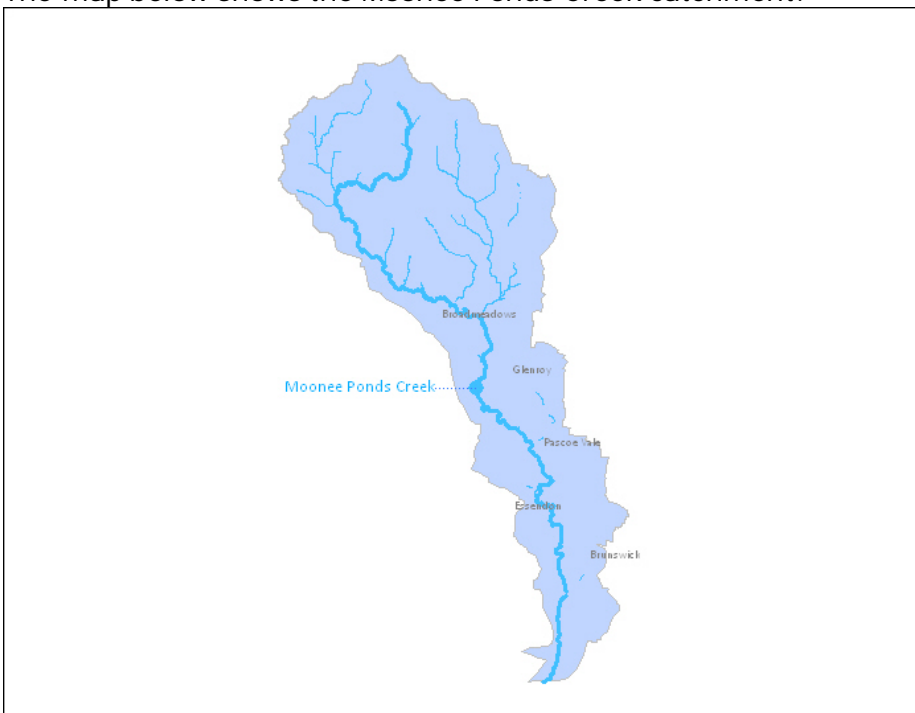 The map below shows the Moonee Ponds Creek catchment.
Broadmeadows
Glenroy
Moonee Ponds Creek
Pascoe Vale
Essendon
Brunswick